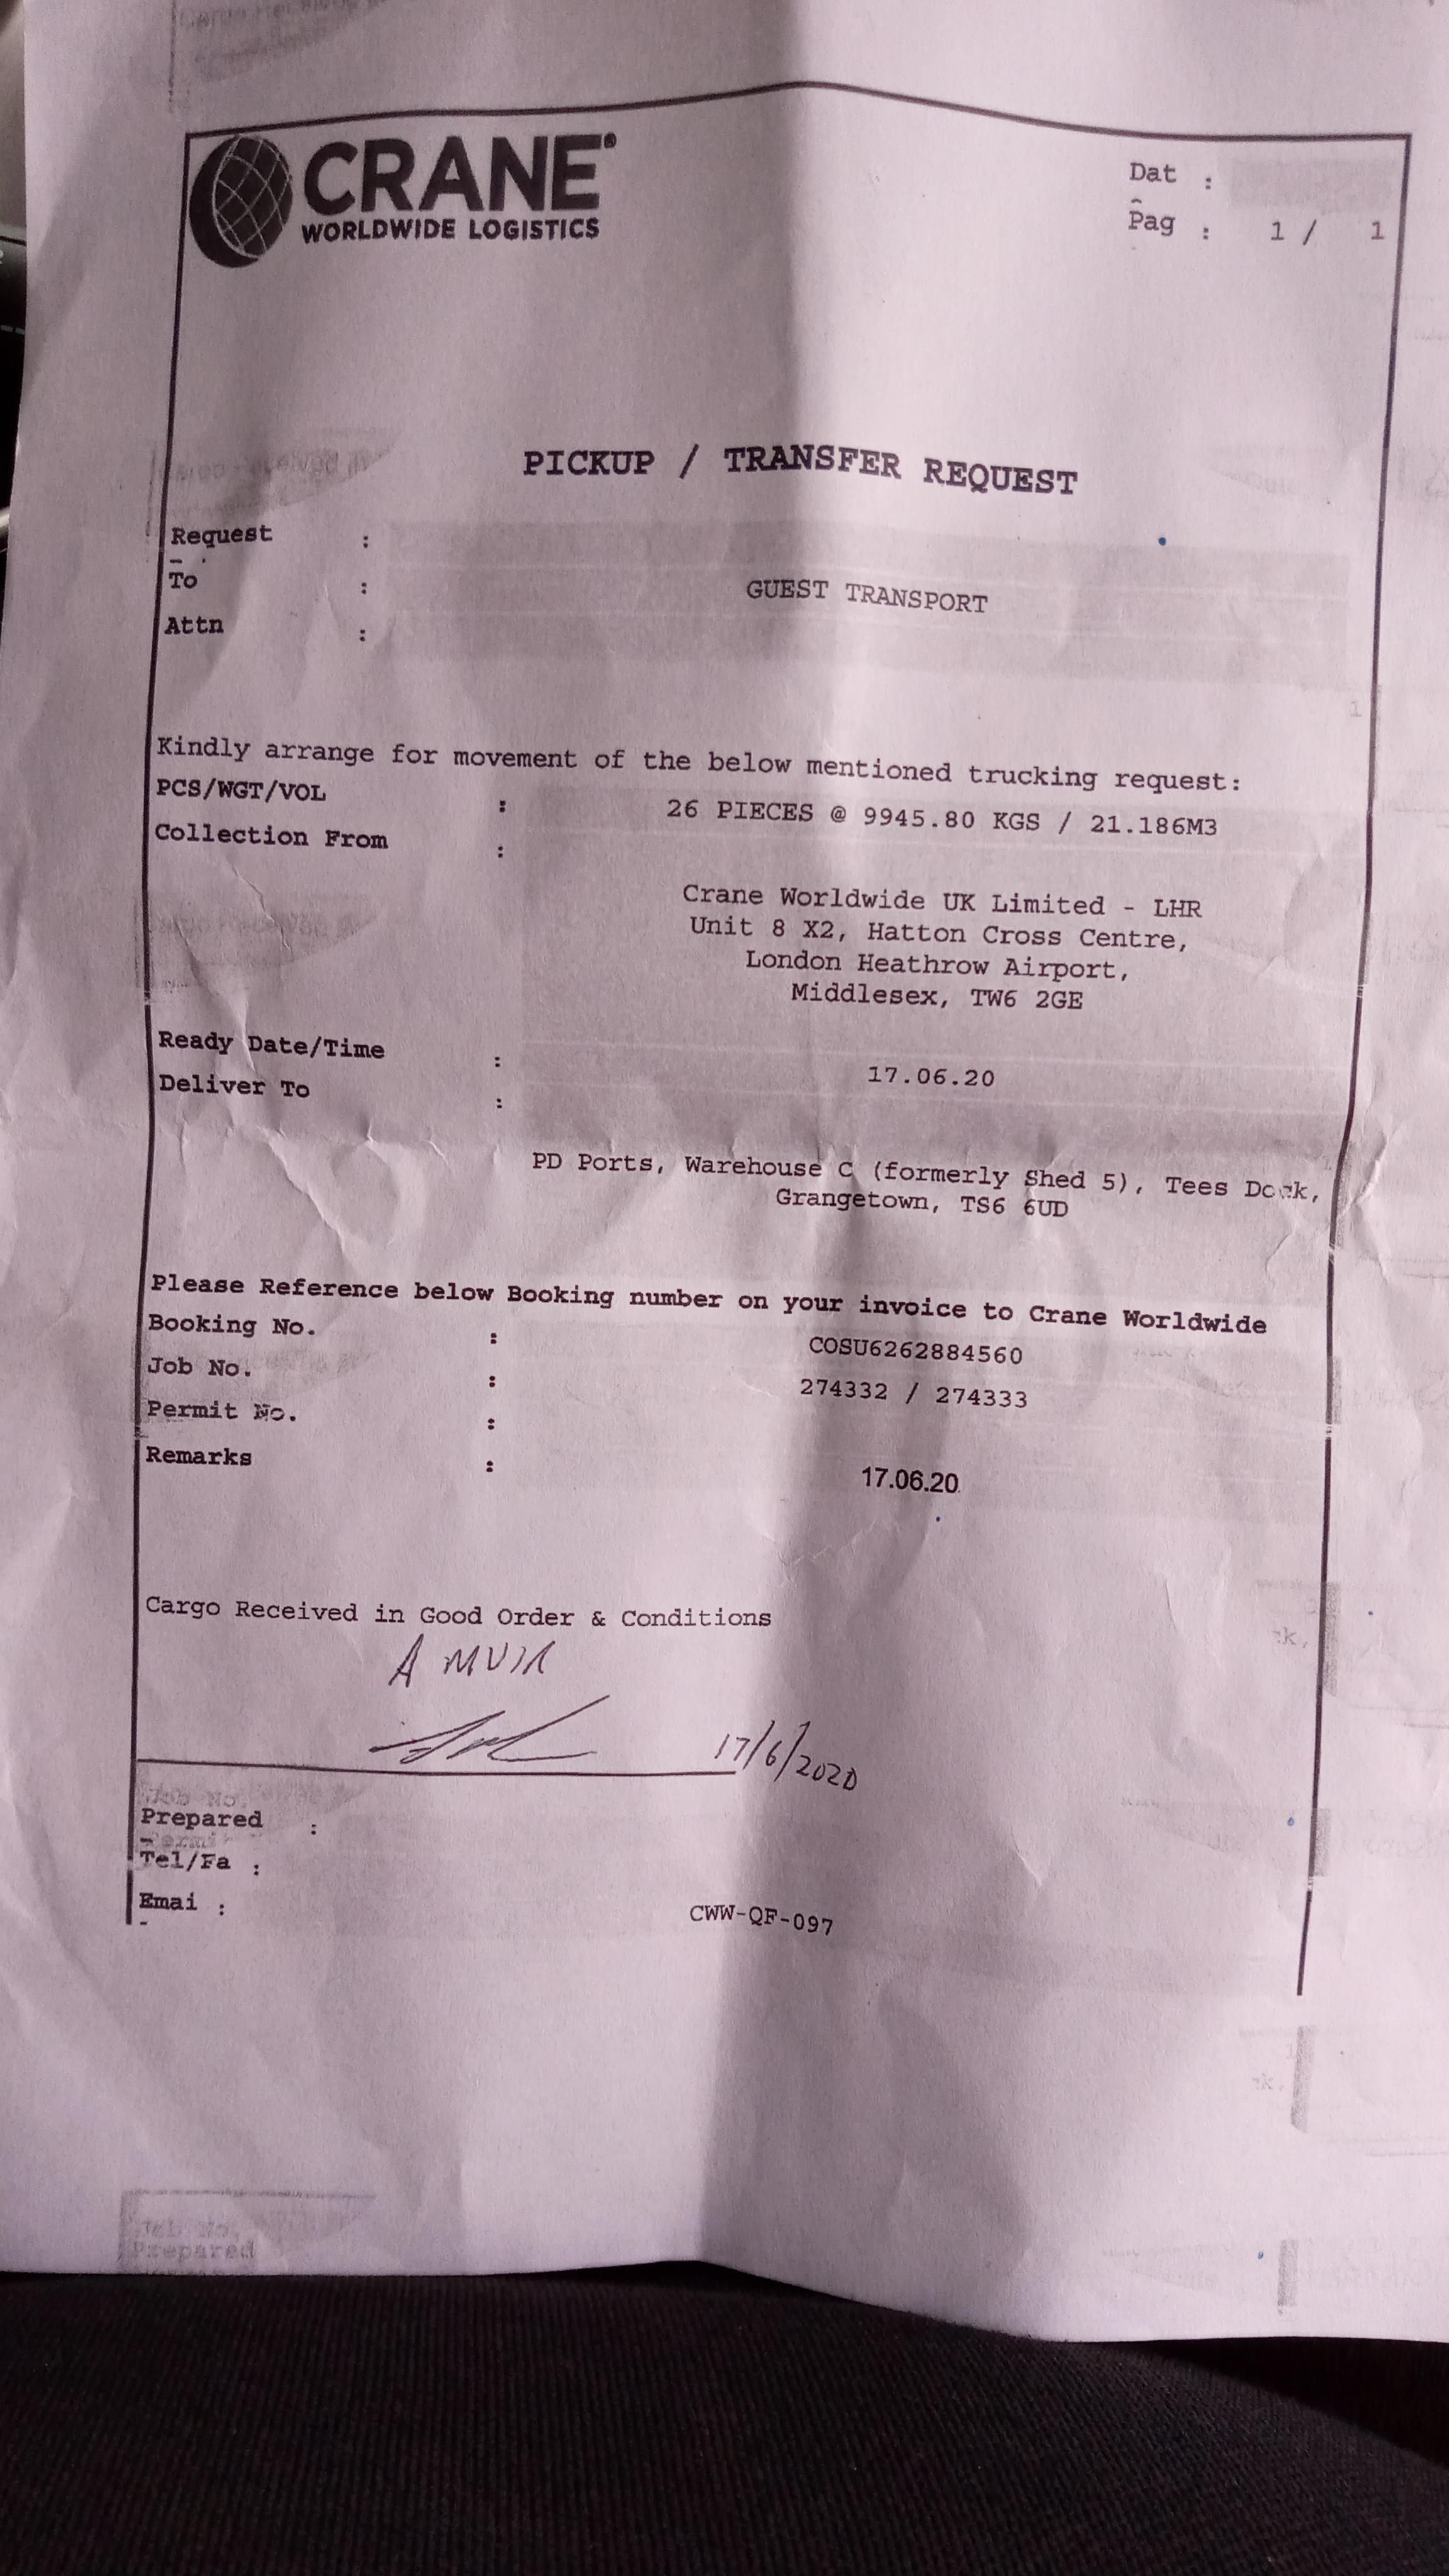 CRANE
WORLDWIDE LOGISTICS
Dat :
Pag : 1 / 1
PICKUP / TRANSFER REQUEST
Request :
To : GUEST TRANSPORT
Attn :
Kindly arrange for movement of the below mentioned trucking request:
PCS/WGT/VOL : 26 PIECES @ 9945.80 KGS / 21.186M3
Collection From :
Crane Worldwide UK Limited - LHR
Unit 8 X2, Hatton Cross Centre,
London Heathrow Airport,
Middlesex, TW6 2GE
Ready Date/Time : 17.06.20
Deliver To :
PD Ports, Warehouse C (formerly Shed 5), Tees Dock,
Grangetown, TS6 6UD
Please Reference below Booking number on your invoice to Crane Worldwide
Booking No. : COSU6262884560
Job No. : 274332 / 274333
Permit No. :
Remarks : 17.06.20
Cargo Received in Good Order & Conditions
A MUIR
17/6/2020
Prepared :
Tel/Fa :
Emai :
CWW-QF-097